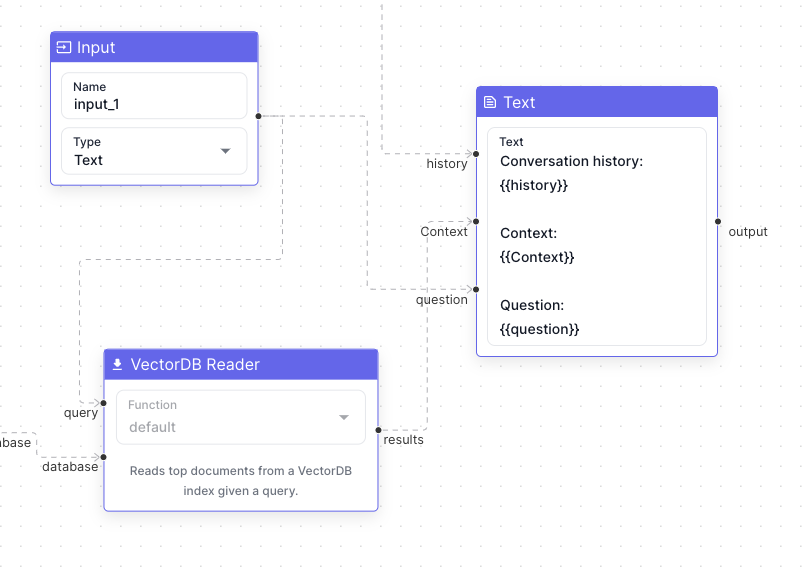 Input
Name
input_1
Type
Text
Text
Text
Conversation history:
{{history}}
Context:
{{Context}}
Question:
{{question}}
history
Context
question
output
VectorDB Reader
Function
default
Reads top documents from a VectorDB
index given a query.
query
database
results
abase